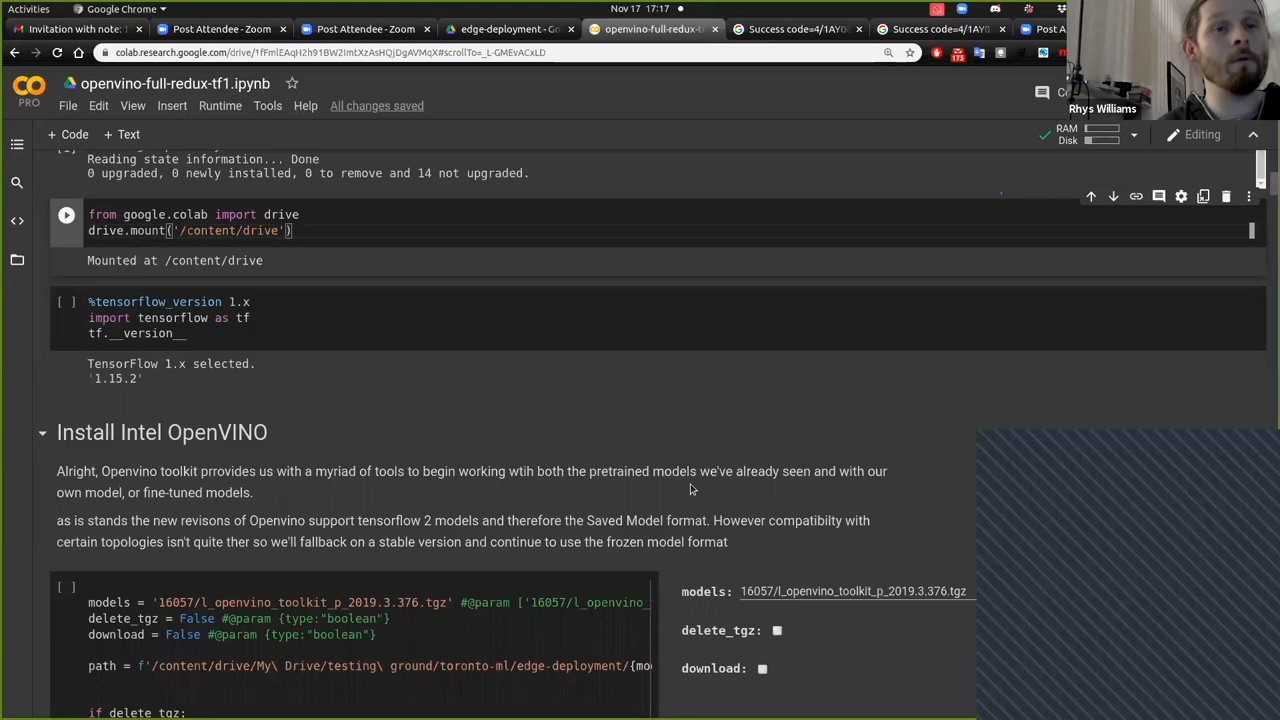 Activities
Google Chrome
Nov 17 17:17
Invitation with note:
Post Attendee - Zoom
Post Attendee - Zoom
edge-deployment - Go
openvino-full-redux-t
Success code=4/1AY0
Success code=4/1AY0
Post A
colab.research.google.com/drive/1fFmlEAqH2h91BW2ImtXzAsHQjDgAVMqX#scrollTo=_L-GMEvACxLD
173
CO
PRO
openvino-full-redux-tf1.ipynb
File Edit View Insert Runtime Tools Help All changes saved
Co
Rhys Williams
+ Code + Text
RAM
Disk
Editing
Reading state information... Done
0 upgraded, 0 newly installed, 0 to remove and 14 not upgraded.
from google.colab import drive
drive.mount('/content/drive')
Mounted at /content/drive
[ ] %tensorflow_version 1.x
import tensorflow as tf
tf.__version__
TensorFlow 1.x selected.
'1.15.2'
Install Intel OpenVINO
Alright, Openvino toolkit prrovides us with a myriad of tools to begin working wtih both the pretrained models we've already seen and with our
own model, or fine-tuned models.
as is stands the new revisons of Openvino support tensorflow 2 models and therefore the Saved Model format. However compatibilty with
certain topologies isn't quite ther so we'll fallback on a stable version and continue to use the frozen model format
[ ]
models = '16057/l_openvino_toolkit_p_2019.3.376.tgz' #@param ['16057/l_openvino_
delete_tgz = False #@param {type:"boolean"}
download = False #@param {type:"boolean"}
path = f'/content/drive/My\ Drive/testing\ ground/toronto-ml/edge-deployment/{mo
if delete_tgz:
models: 16057/l_openvino_toolkit_p_2019.3.376.tgz
delete_tgz:
download: